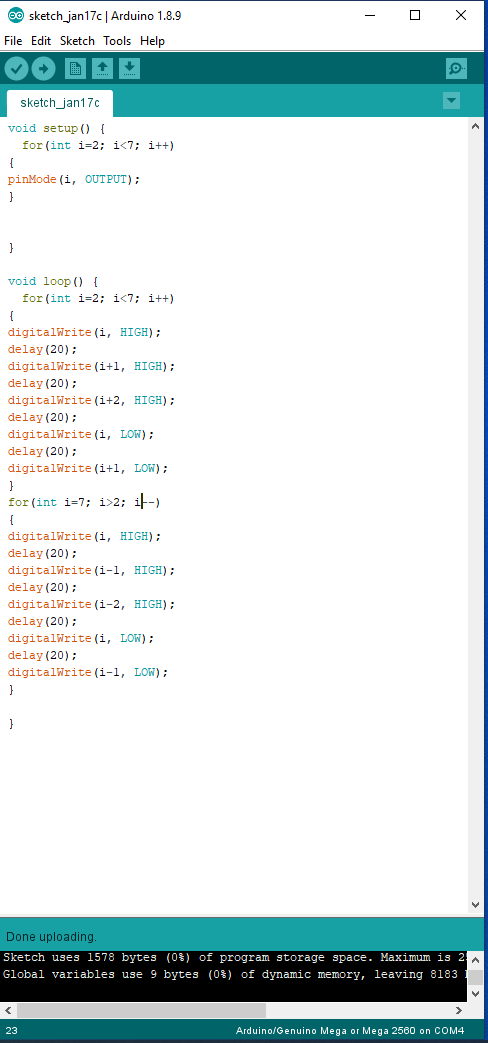 sketch_jan17c | Arduino 1.8.9
File Edit Sketch Tools Help
sketch_jan17c
void setup() {
for(int i=2; i<7; i++)
{
pinMode(i, OUTPUT);
}
}
void loop() {
for(int i=2; i<7; i++)
{
digitalWrite(i, HIGH);
delay(20);
digitalWrite(i+1, HIGH);
delay(20);
digitalWrite(i+2, HIGH);
delay(20);
digitalWrite(i, LOW);
delay(20);
digitalWrite(i+1, LOW);
}
for(int i=7; i>2; i--)
{
digitalWrite(i, HIGH);
delay(20);
digitalWrite(i-1, HIGH);
delay(20);
digitalWrite(i-2, HIGH);
delay(20);
digitalWrite(i, LOW);
delay(20);
digitalWrite(i-1, LOW);
}
}
Done uploading.
Sketch uses 1578 bytes (0%) of program storage space. Maximum is
Global variables use 9 bytes (0%) of dynamic memory, leaving 8183
23 Arduino/Genuino Mega or Mega 2560 on COM4